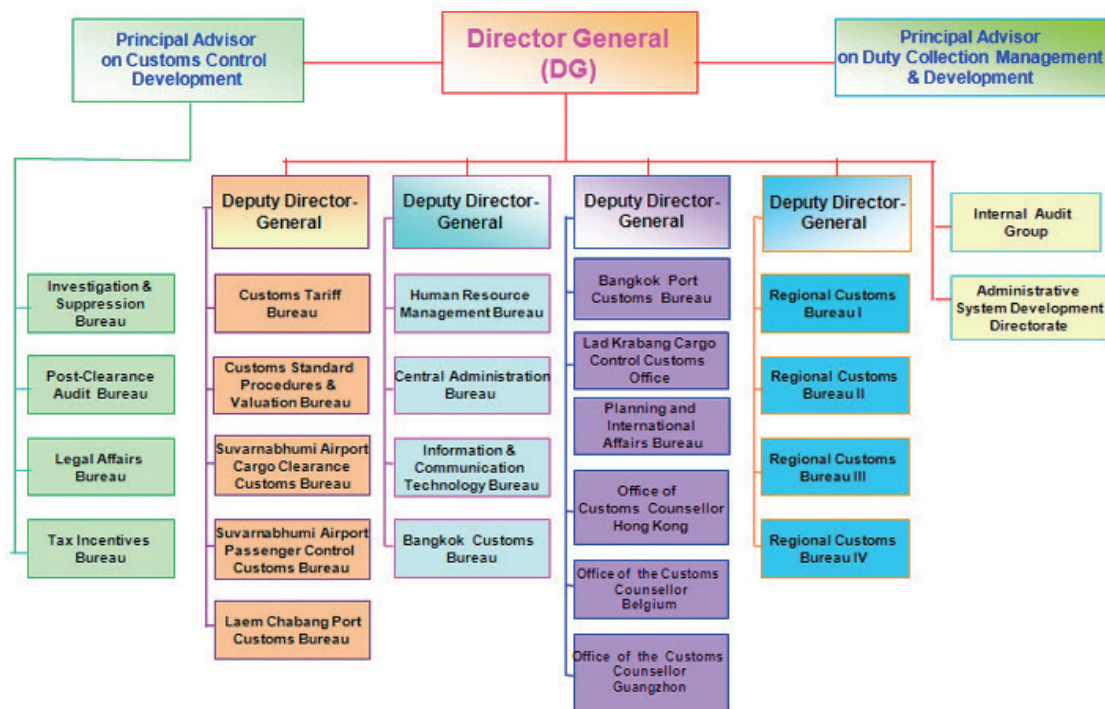 Principal Advisor
on Customs Control
Development
Director General
(DG)
Principal Advisor
on Duty Collection Management
& Development
Deputy Director-
General
Deputy Director-
General
Deputy Director-
General
Deputy Director-
General
Internal Audit
Group
Administrative
System Development
Directorate
Investigation &
Suppression
Bureau
Post-Clearance
Audit Bureau
Legal Affairs
Bureau
Tax Incentives
Bureau
Customs Tariff
Bureau
Customs Standard
Procedures &
Valuation Bureau
Suvarnabhumi Airport
Cargo Clearance
Customs Bureau
Suvarnabhumi Airport
Passenger Control
Customs Bureau
Laem Chabang Port
Customs Bureau
Human Resource
Management Bureau
Central Administration
Bureau
Information &
Communication
Technology Bureau
Bangkok Customs
Bureau
Bangkok Port
Customs Bureau
Lad Krabang Cargo
Control Customs
Office
Planning and
International
Affairs Bureau
Office of
Customs Counsellor
Hong Kong
Office of the Customs
Counsellor
Belgium
Office of the Customs
Counsellor
Guangzhon
Regional Customs
Bureau I
Regional Customs
Bureau II
Regional Customs
Bureau III
Regional Customs
Bureau IV